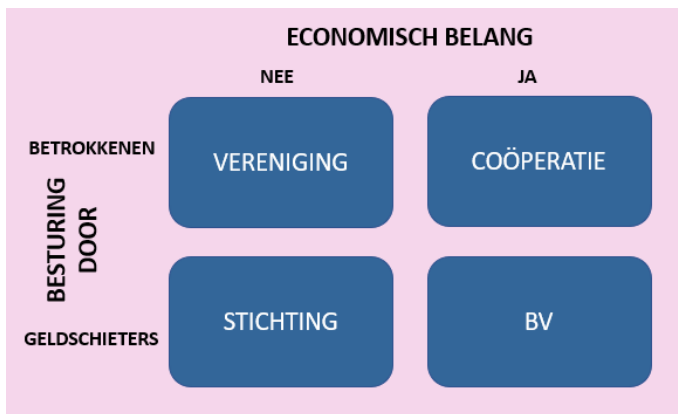 ECONOMISCH BELANG
NEE
JA
BETROKKENEN
VERENIGING
COÖPERATIE
BESTURING
DOOR
GELDSCHIETERS
STICHTING
BV